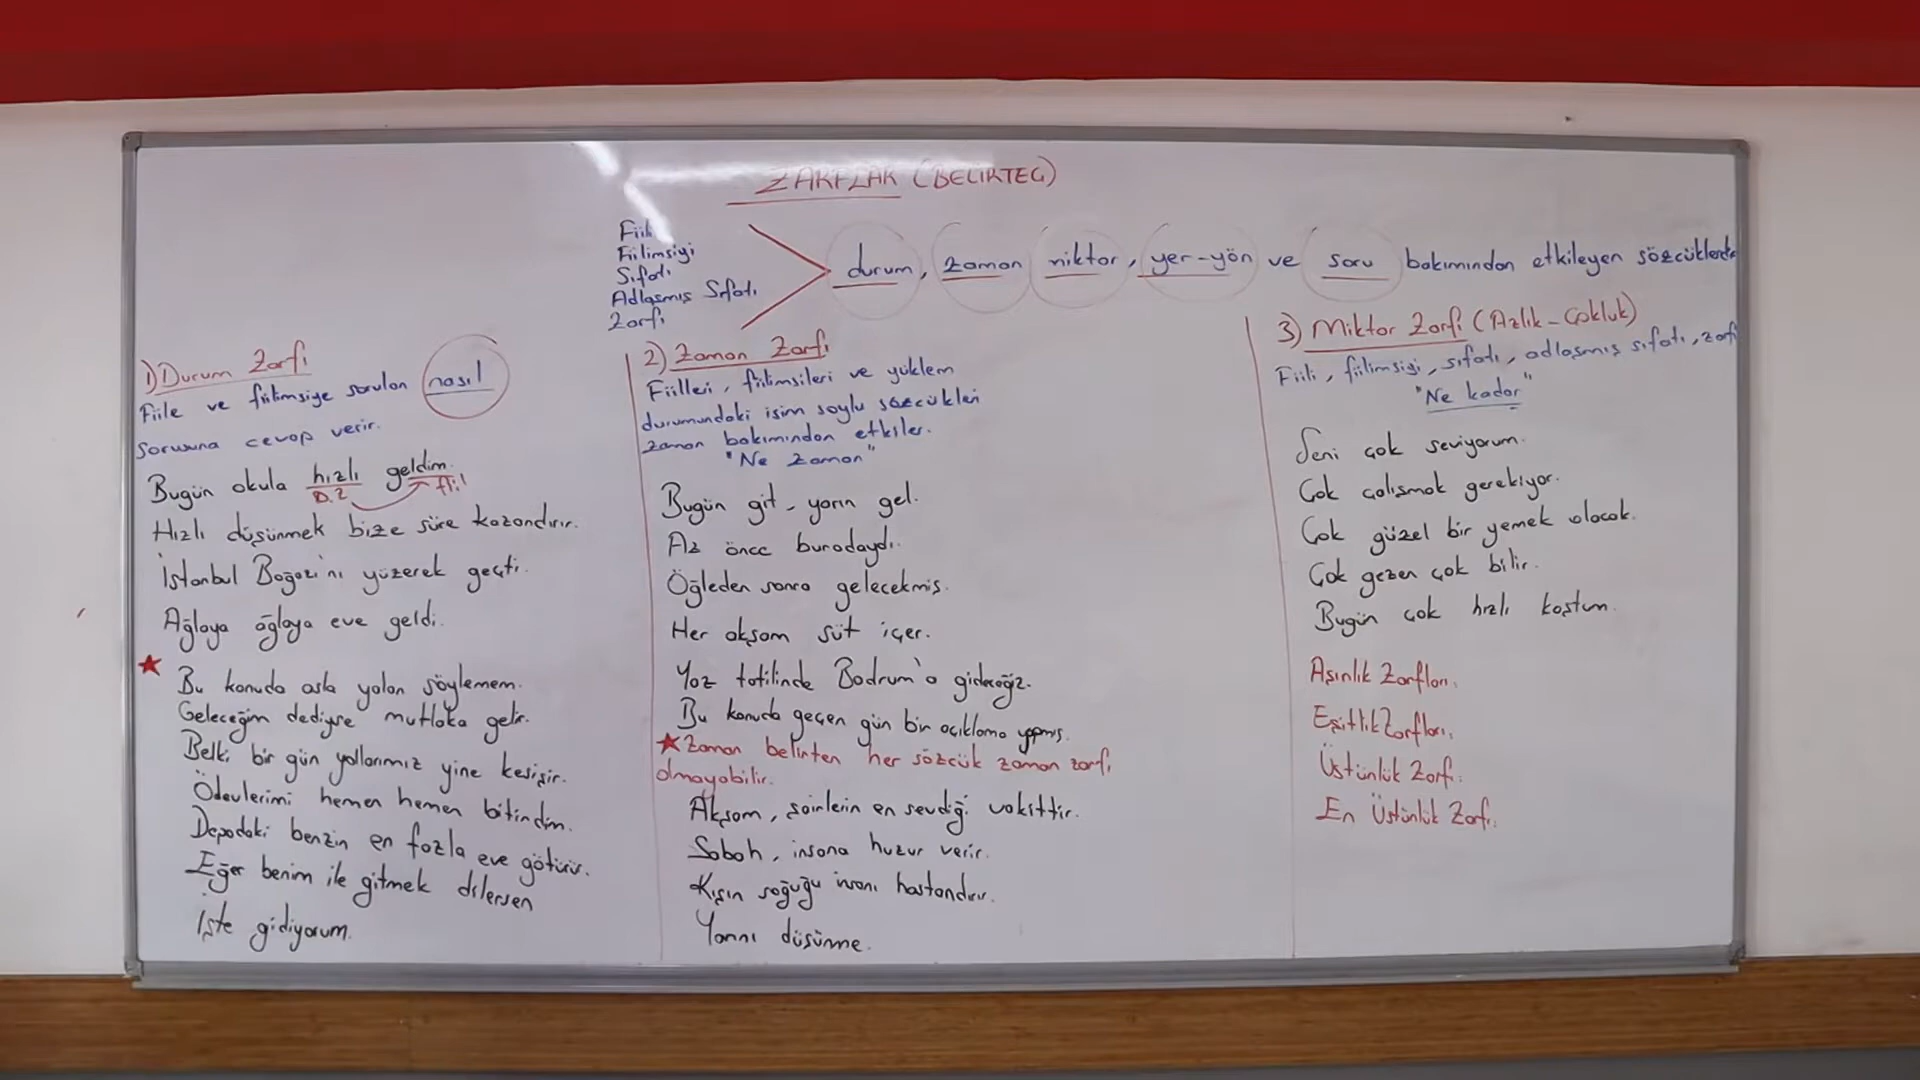 ZARFLAR (BELİRTEÇ)
Fiili
Fiilimsiyi
Sıfatı
Adlaşmış Sıfatı
Zarfı
durum, zaman miktar, yer-yön ve soru bakımından etkileyen sözcüklerdir
1) Durum Zarfı
Fiile ve fiilimsiye sorulan nasıl
sorusuna cevap verir.
Bugün okula hızlı geldim.
D.Z fiil
Hızlı düşünmek bize süre kazandırır.
İstanbul Boğazı'nı yüzerek geçti.
Ağlaya ağlaya eve geldi.
Bu konuda asla yalan söylemem.
Geleceğim dediyse mutlaka gelir.
Belki bir gün yollarımız yine kesişir.
Ödevlerimi hemen hemen bitirdim.
Depodaki benzin en fazla eve götürür.
Eğer benim ile gitmek dilersen
İşte gidiyorum.
2) Zaman Zarfı
Fiilleri, fiilimsileri ve yüklem
durumundaki isim soylu sözcükleri
zaman bakımından etkiler.
"Ne Zaman"
Bugün git, yarın gel.
Az önce buradaydı.
Öğleden sonra gelecekmiş.
Her akşam süt içer.
Yaz tatilinde Bodrum'a gideceğiz.
Bu konuda geçen gün bir açıklama yapmış.
★ Zaman belirten her sözcük zaman zarfı
olmayabilir.
Akşam, şairlerin en sevdiği vakittir.
Sabah, insana huzur verir.
Kışın soğuğu insanı hastandırır.
Yarını düşünme.
3) Miktar Zarfı (Azlık-Çokluk)
Fiili, fiilimsiyi, sıfatı, adlaşmış sıfatı, zarfı
"Ne kadar"
Seni çok seviyorum.
Çok çalışmak gerekiyor.
Çok güzel bir yemek olacak.
Çok gezen çok bilir.
Bugün çok hızlı koştum.
Aşırılık Zarfları.
Eşitlik Zarfları.
Üstünlük Zarfı.
En Üstünlük Zarfı.